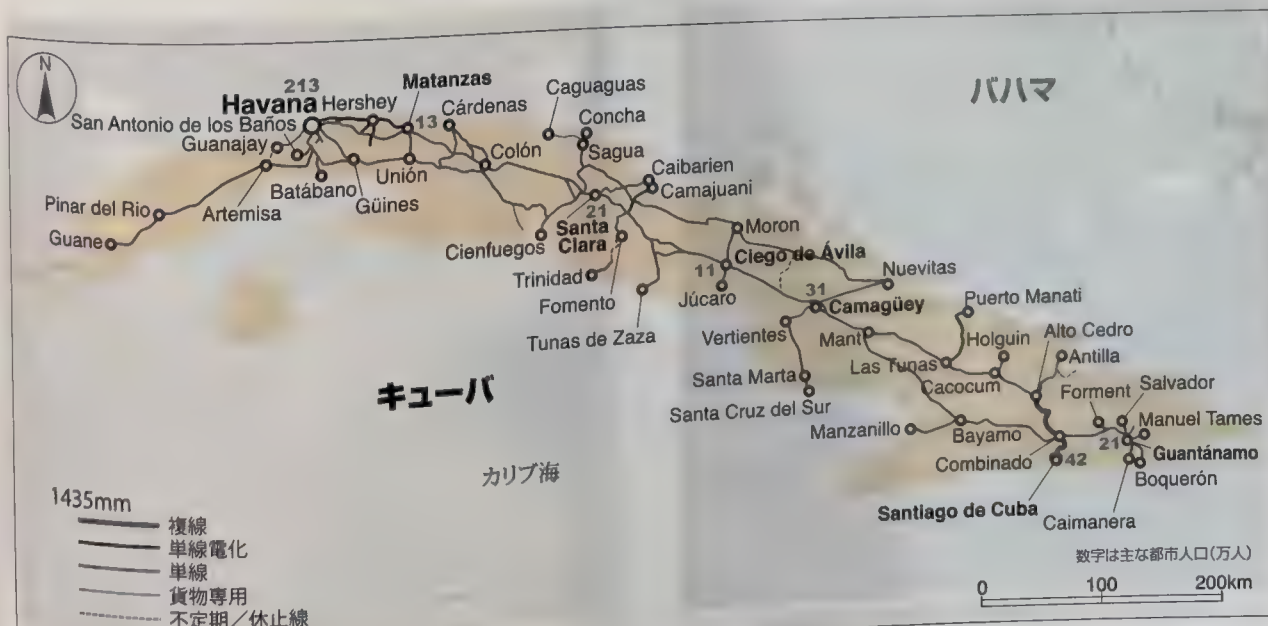 N
213
Havana
Hershey
Matanzas
13
Cárdenas
Caguaguas
Concha
Sagua
バハマ
San Antonio de los Baños
Guanajay
Colón
Caibarien
Camajuani
Pinar del Rio
Guane
Artemisa
Batábano
Güines
Unión
Cienfuegos
21
Santa
Clara
Moron
Trinidad
Fomento
Tunas de Zaza
11
Ciego de Ávila
Júcaro
Nuevitas
31
Camagüey
Vertientes
Mant
Puerto Manati
Holguin
Alto Cedro
Las Tunas
Cacocum
Antilla
キューバ
Santa Marta
Santa Cruz del Sur
Forment
Salvador
Manzanillo
Bayamo
Combinado
42
21
Manuel Tames
Guantánamo
Boquerón
カリブ海
Santiago de Cuba
Caimanera
1435mm
複線
単線電化
単線
貨物専用
不定期/休止線
数字は主な都市人口(万人)
0 100 200km